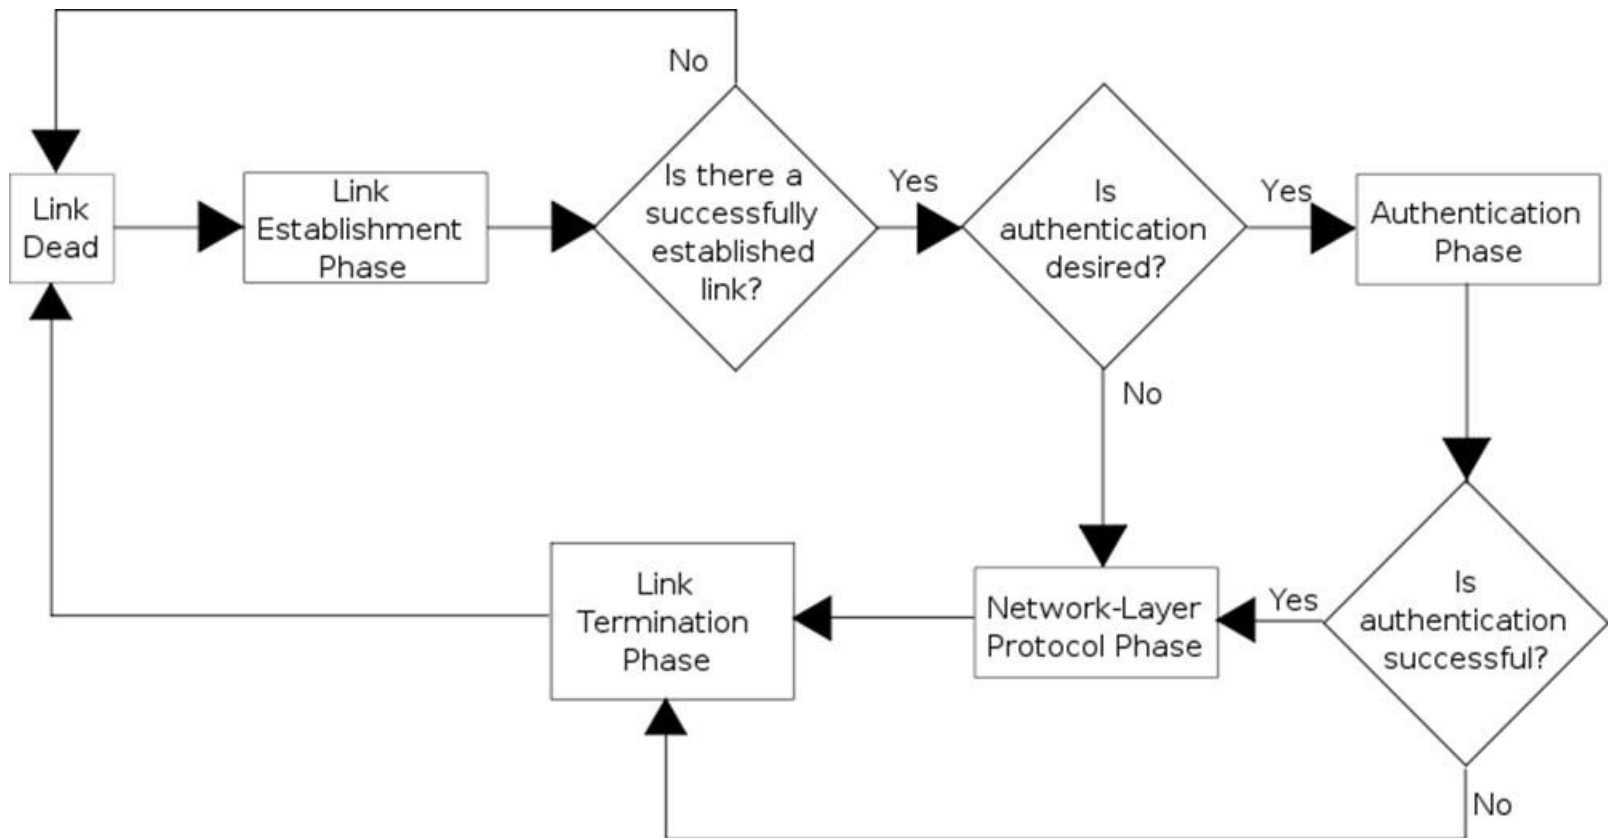 No
Link
Dead
Link
Establishment
Phase
Is there a
successfully
established
link?
Yes
Is
authentication
desired?
Yes
Authentication
Phase
No
Link
Termination
Phase
Network-Layer
Protocol Phase
Yes
Is
authentication
successful?
No